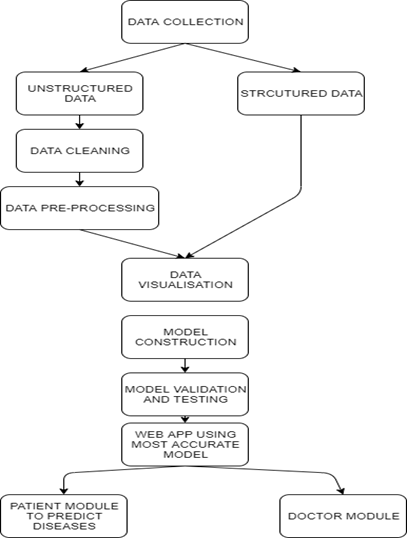 DATA COLLECTION
UNSTRUCTURED
DATA
STRCUTURED DATA
DATA CLEANING
DATA PRE-PROCESSING
DATA
VISUALISATION
MODEL
CONSTRUCTION
MODEL VALIDATION
AND TESTING
WEB APP USING
MOST ACCURATE
MODEL
PATIENT MODULE
TO PREDICT
DISEASES
DOCTOR MODULE